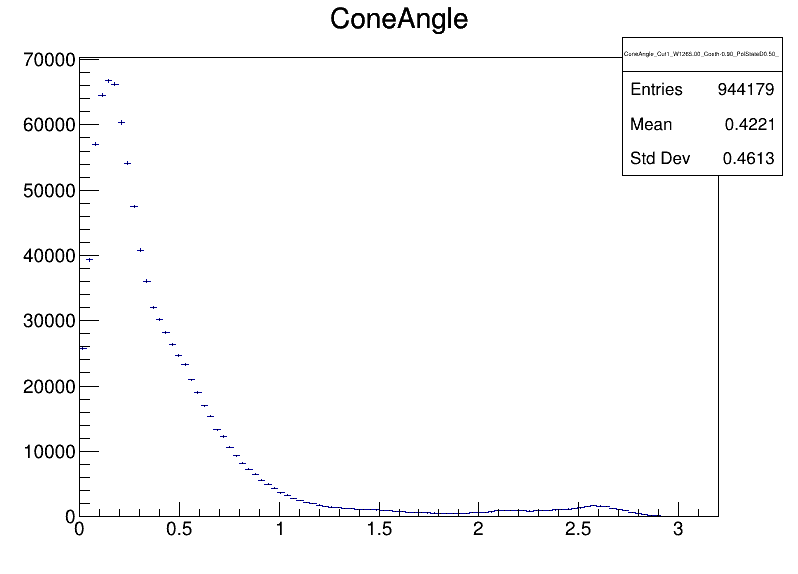 ConeAngle
ConeAngle_Cut1_W1265.00_Costh-0.90_PolStateD0.50_
Entries 944179
Mean 0.4221
Std Dev 0.4613
70000
60000
50000
40000
30000
20000
10000
0
0 0.5 1 1.5 2 2.5 3